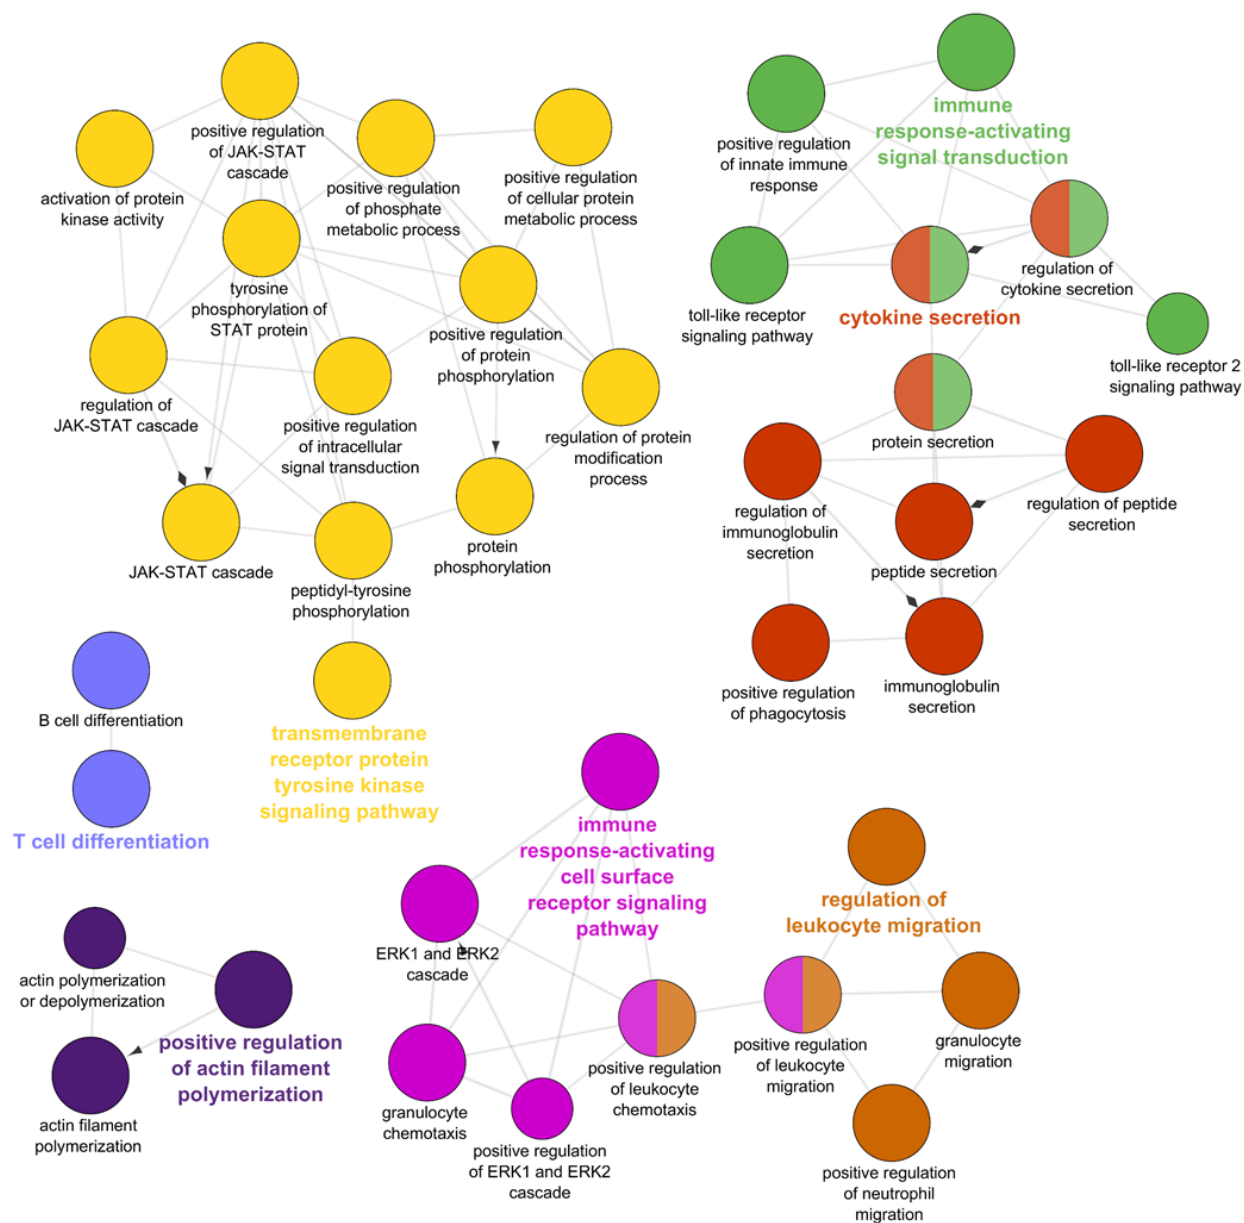 positive regulation
of JAK-STAT
cascade
activation of protein
kinase activity
positive regulation
of phosphate
metabolic process
positive regulation
of cellular protein
metabolic process
tyrosine
phosphorylation of
STAT protein
positive regulation
of protein
phosphorylation
regulation of
JAK-STAT cascade
positive regulation
of intracellular
signal transduction
regulation of protein
modification
process
JAK-STAT cascade
peptidyl-tyrosine
phosphorylation
protein
phosphorylation
transmembrane
receptor protein
tyrosine kinase
signaling pathway
immune
response-activating
signal transduction
positive regulation
of innate immune
response
regulation of
cytokine secretion
toll-like receptor
signaling pathway
cytokine secretion
toll-like receptor 2
signaling pathway
protein secretion
regulation of
immunoglobulin
secretion
regulation of peptide
secretion
peptide secretion
positive regulation
of phagocytosis
immunoglobulin
secretion
B cell differentiation
T cell differentiation
actin polymerization
or depolymerization
positive regulation
of actin filament
polymerization
actin filament
polymerization
immune
response-activating
cell surface
receptor signaling
pathway
ERK1 and ERK2
cascade
granulocyte
chemotaxis
positive regulation
of ERK1 and ERK2
cascade
positive regulation
of leukocyte
chemotaxis
regulation of
leukocyte migration
positive regulation
of leukocyte
migration
granulocyte
migration
positive regulation
of neutrophil
migration